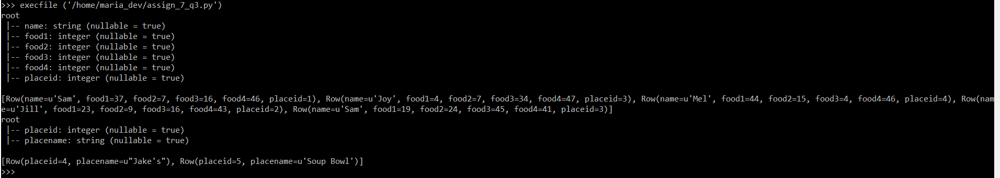 >>> execfile ('/home/maria_dev/assign_7_q3.py')
root
 |-- name: string (nullable = true)
 |-- food1: integer (nullable = true)
 |-- food2: integer (nullable = true)
 |-- food3: integer (nullable = true)
 |-- food4: integer (nullable = true)
 |-- placeid: integer (nullable = true)

[Row(name=u'Sam', food1=37, food2=7, food3=16, food4=46, placeid=1), Row(name=u'Joy', food1=4, food2=7, food3=34, food4=47, placeid=3), Row(name=u'Mel', food1=44, food2=15, food3=4, food4=46, placeid=4), Row(nam
e=u'Jill', food1=23, food2=9, food3=16, food4=43, placeid=2), Row(name=u'Sam', food1=19, food2=24, food3=45, food4=41, placeid=3)]
root
 |-- placeid: integer (nullable = true)
 |-- placename: string (nullable = true)

[Row(placeid=4, placename=u"Jake's"), Row(placeid=5, placename=u'Soup Bowl')]
>>>